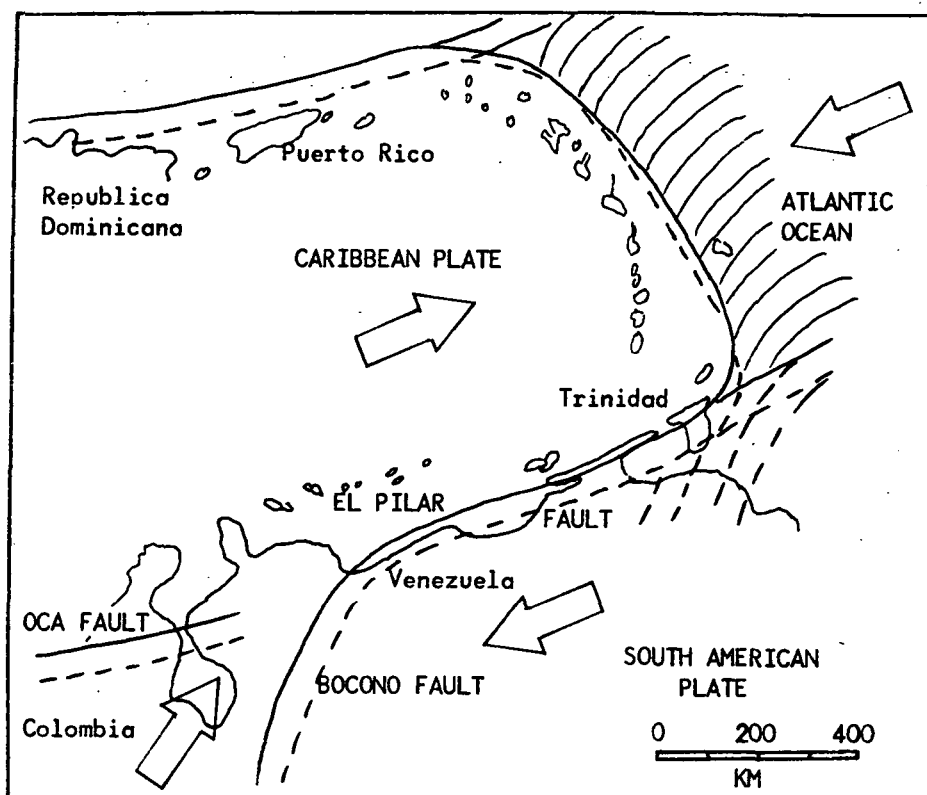 Puerto Rico
Republica
Dominicana
ATLANTIC
OCEAN
CARIBBEAN PLATE
Trinidad
EL PILAR
FAULT
Venezuela
OCA FAULT
BOCONO FAULT
SOUTH AMERICAN
PLATE
Colombia
0 200 400
KM